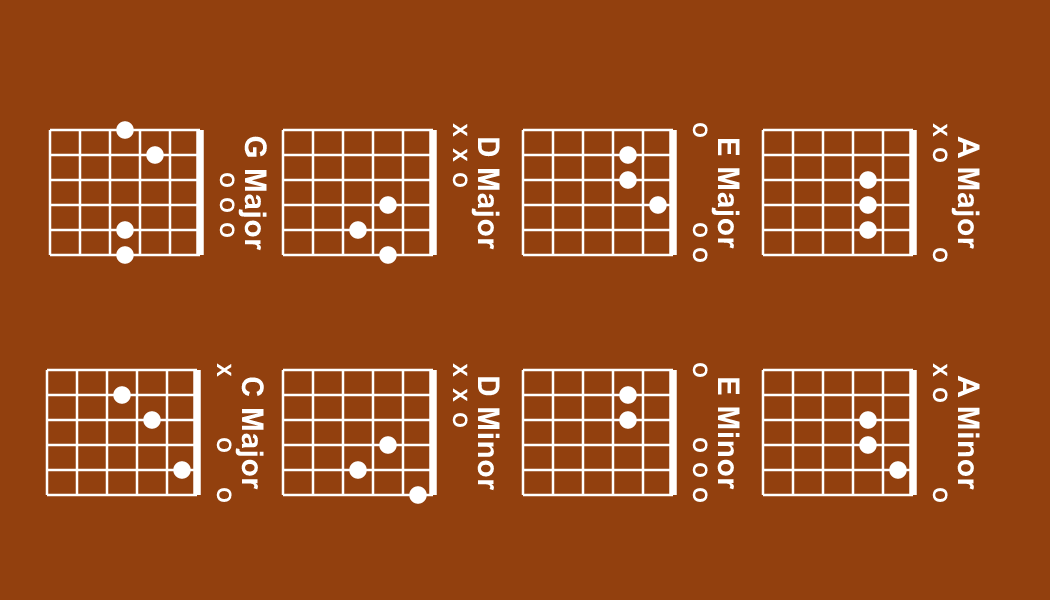 A Major
x o o
A Minor
x o o
E Major
o o o
E Minor
o o o o
D Major
x x o
D Minor
x x o
G Major
o o o
C Major
x o o